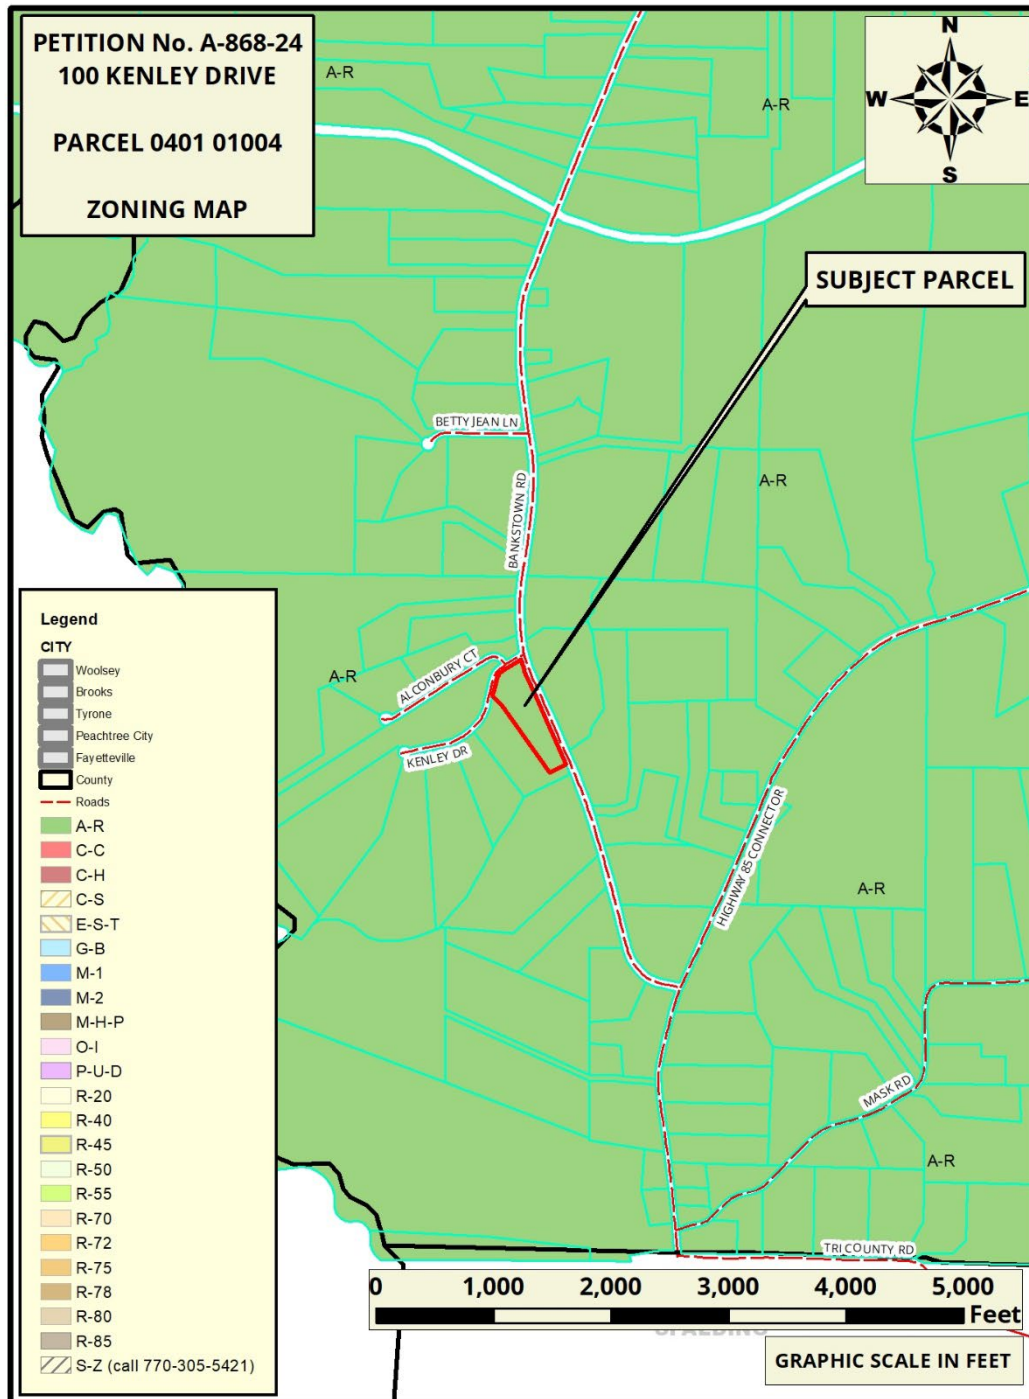 PETITION No. A-868-24
100 KENLEY DRIVE
PARCEL 0401 01004
ZONING MAP
N
W
E
S
A-R
A-R
SUBJECT PARCEL
BETTY JEAN LN
BANKSTOWN RD
A-R
A-R
ALCONBURY CT
KENLEY DR
HIGHWAY 85 CONNECTOR
A-R
MASK RD
A-R
TRI COUNTY RD
Legend
CITY
Woolsey
Brooks
Tyrone
Peachtree City
Fayetteville
County
Roads
A-R
C-C
C-H
C-S
E-S-T
G-B
M-1
M-2
M-H-P
O-I
P-U-D
R-20
R-40
R-45
R-50
R-55
R-70
R-72
R-75
R-78
R-80
R-85
S-Z (call 770-305-5421)
0 1,000 2,000 3,000 4,000 5,000
Feet
GRAPHIC SCALE IN FEET